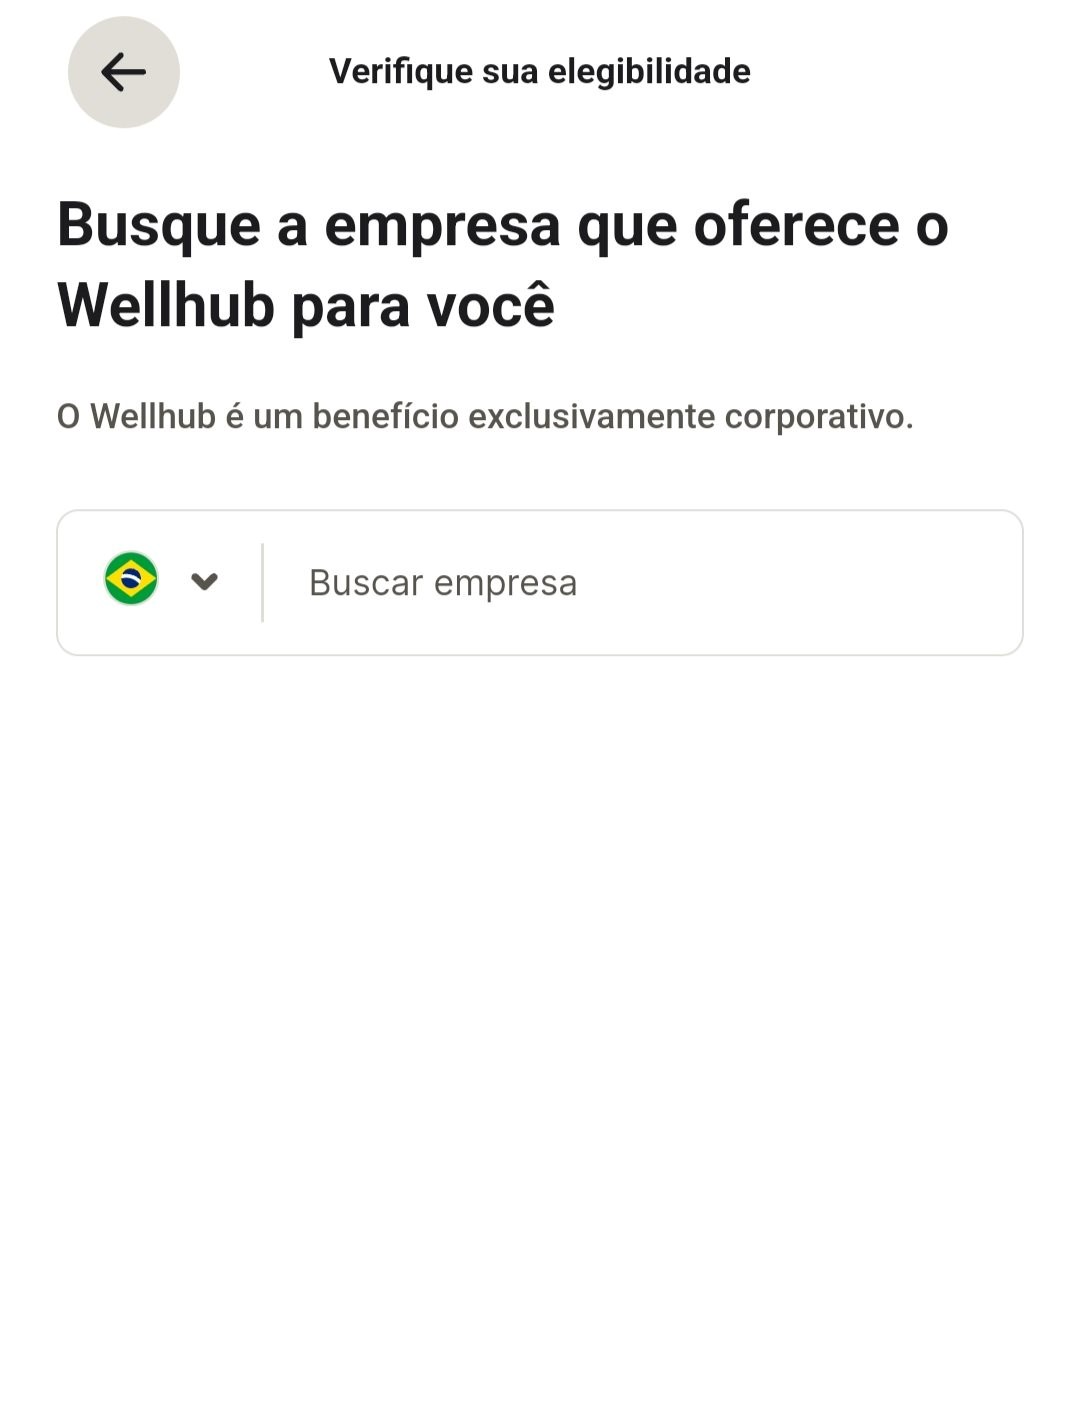 Verifique sua elegibilidade
Busque a empresa que oferece o
Wellhub para você
O Wellhub é um benefício exclusivamente corporativo.
Buscar empresa